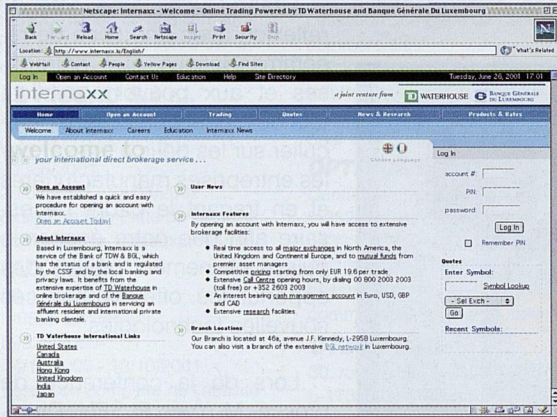 Netscape: Internaxx - Welcome - Online Trading Powered by TD Waterhouse and Banque Générale Du Luxembourg
Back Forward Reload Home Search Netscape Images Print Security Stop
Location: http://www.internaxx.lu/English/
What's Related
WebMail Contact People Yellow Pages Download Find Sites
Log In Open an Account Contact Us Education Help Site Directory Tuesday, June 26, 2001 17:01
internaxx
a joint venture from TD WATERHOUSE BANQUE GÉNÉRALE
DU LUXEMBOURG
Home Open an Account Trading Quotes News & Research Products & Rates
Welcome About Internaxx Careers Education Internaxx News
your international direct brokerage service . . .
Choose Language
Open an Account
We have established a quick and easy
procedure for opening an account with
Internaxx.
Open an Account Today!
About Internaxx
Based in Luxembourg, Internaxx is a
service of the Bank of TDW & BGL, which
has the status of a bank and is regulated
by the CSSF and by the local banking and
privacy laws. It benefits from the
extensive expertise of TD Waterhouse in
online brokerage and of the Banque
Générale du Luxembourg in servicing an
affluent resident and international private
banking clientele.
TD Waterhouse International Links
United States
Canada
Australia
Hong Kong
United Kingdom
India
Japan
User News
Internaxx Features
By opening an account with Internaxx, you will have access to extensive
brokerage facilities:
Real time access to all major exchanges in North America, the
United Kingdom and Continental Europe, and to mutual funds from
premier asset managers
Competitive pricing starting from only EUR 19.6 per trade
Extensive Call Centre opening hours, by dialing 00 800 2003 2003
(toll free) or +352 2603 2003
An interest bearing cash management account in Euro, USD, GBP
and CAD
Extensive research facilities.
Branch Locations
Our Branch is located at 46a, avenue J.F. Kennedy, L-2958 Luxembourg.
You can also visit a branch of the extensive BGL network in Luxembourg.
Log In
account #:
PIN:
password:
Log In
Remember PIN
Quotes
Enter Symbol:
Symbol Lookup
- Sel Exch -
Go
Recent Symbols: